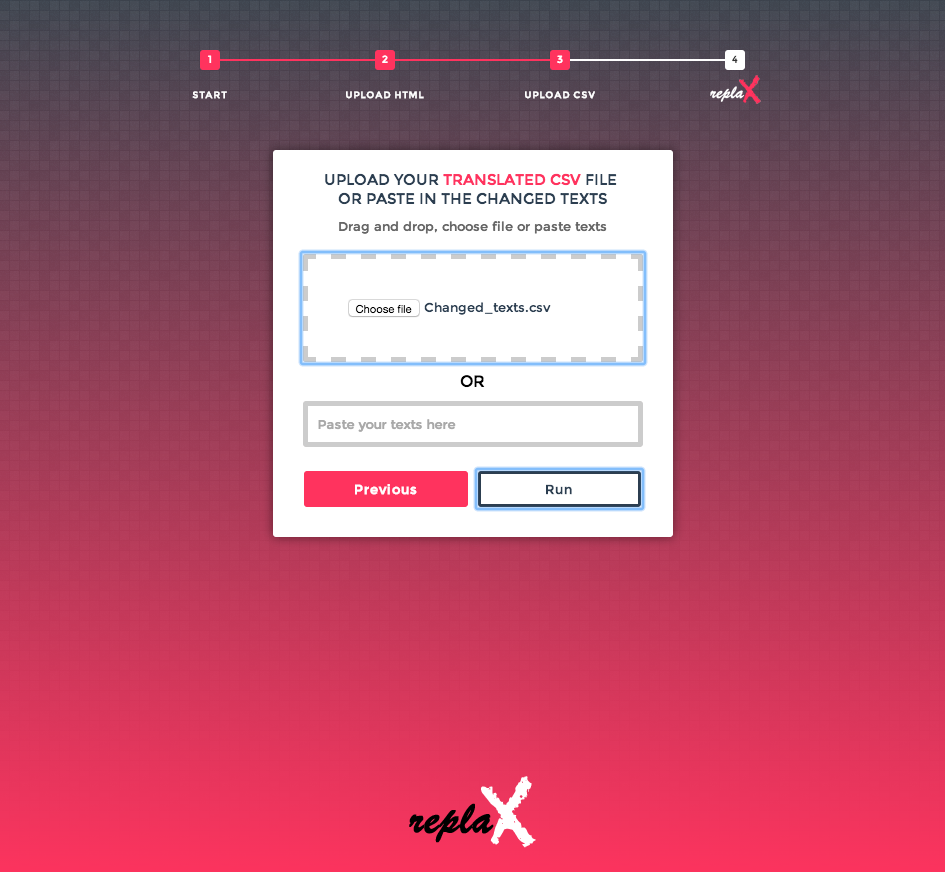 1 2 3 4
START UPLOAD HTML UPLOAD CSV replaX
UPLOAD YOUR TRANSLATED CSV FILE
OR PASTE IN THE CHANGED TEXTS
Drag and drop, choose file or paste texts
Choose file Changed_texts.csv
OR
Paste your texts here
Previous Run
replaX